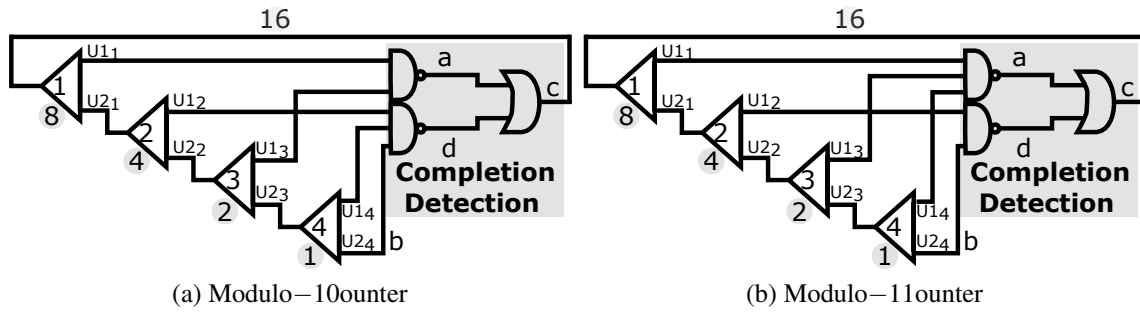 16
U1₁
a
1
8
U2₁
U1₂
c
2
4
U2₂
U1₃
d
3
2
U2₃
Completion
Detection
4
1
U1₄
U2₄
b
(a) Modulo−10ounter
16
U1₁
a
1
8
U2₁
U1₂
c
2
4
U2₂
U1₃
d
3
2
U2₃
Completion
Detection
4
1
U1₄
U2₄
b
(b) Modulo−11ounter